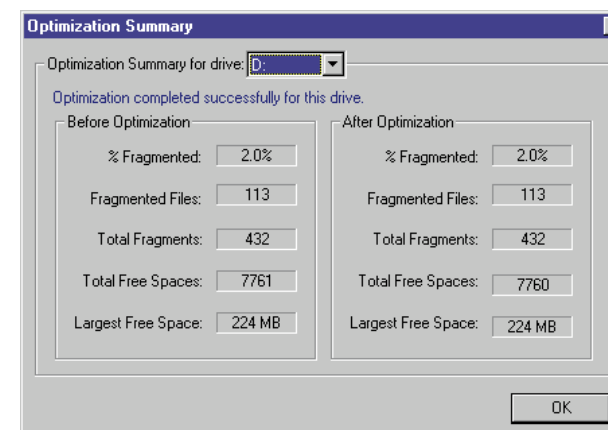 Optimization Summary
Optimization Summary for drive: D:
Optimization completed successfully for this drive.
Before Optimization
% Fragmented: 2.0%
Fragmented Files: 113
Total Fragments: 432
Total Free Spaces: 7761
Largest Free Space: 224 MB
After Optimization
% Fragmented: 2.0%
Fragmented Files: 113
Total Fragments: 432
Total Free Spaces: 7760
Largest Free Space: 224 MB
OK